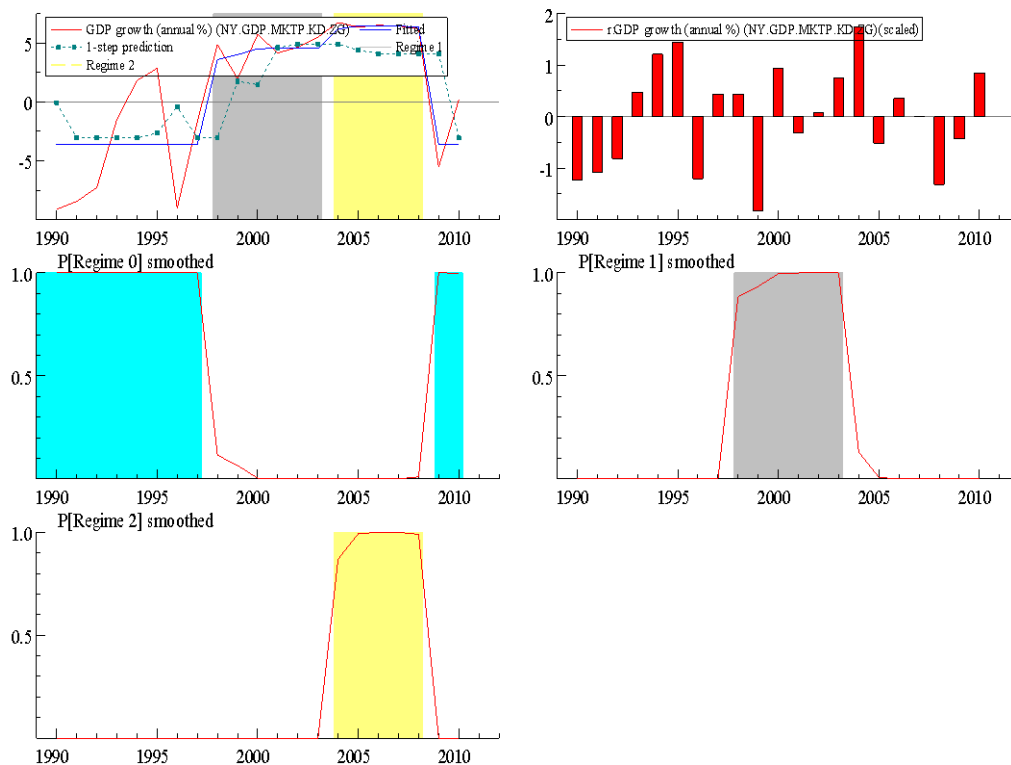 GDP growth (annual %) (NY.GDP.MKTP.KD.ZG) Fitted
1-step prediction Regime 1
Regime 2
5
0
-5
1990 1995 2000 2005 2010
rGDP growth (annual %) (NY.GDP.MKTP.KD.ZG)(scaled)
2
1
0
-1
1990 1995 2000 2005 2010
P[Regime 0] smoothed
1.0
0.5
1990 1995 2000 2005 2010
P[Regime 1] smoothed
1.0
0.5
1990 1995 2000 2005 2010
P[Regime 2] smoothed
1.0
0.5
1990 1995 2000 2005 2010